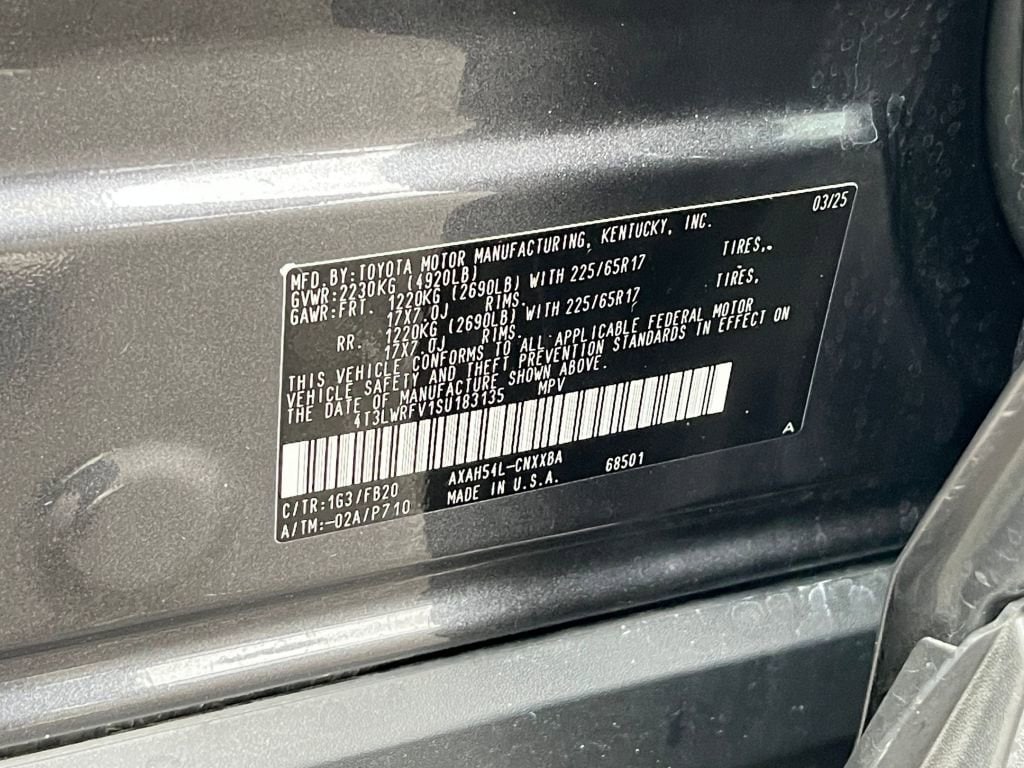 03/25
MFD.BY:TOYOTA MOTOR MANUFACTURING, KENTUCKY, INC.
GVWR:2230KG (4920LB)
GAWR:FRT. 1220KG (2690LB) WITH 225/65R17 TIRES,
17X7.0J RIMS.
RR. 1220KG (2690LB) WITH 225/65R17 TIRES,
17X7.0J RIMS.
THIS VEHICLE CONFORMS TO ALL APPLICABLE FEDERAL MOTOR
VEHICLE SAFETY AND THEFT PREVENTION STANDARDS IN EFFECT ON
THE DATE OF MANUFACTURE SHOWN ABOVE.
4T3LWRFV1SU183135 MPV
A
C/TR:1G3/FB20 AXAH54L-CNXXBA 68501
A/TM:-02A/P710 MADE IN U.S.A.